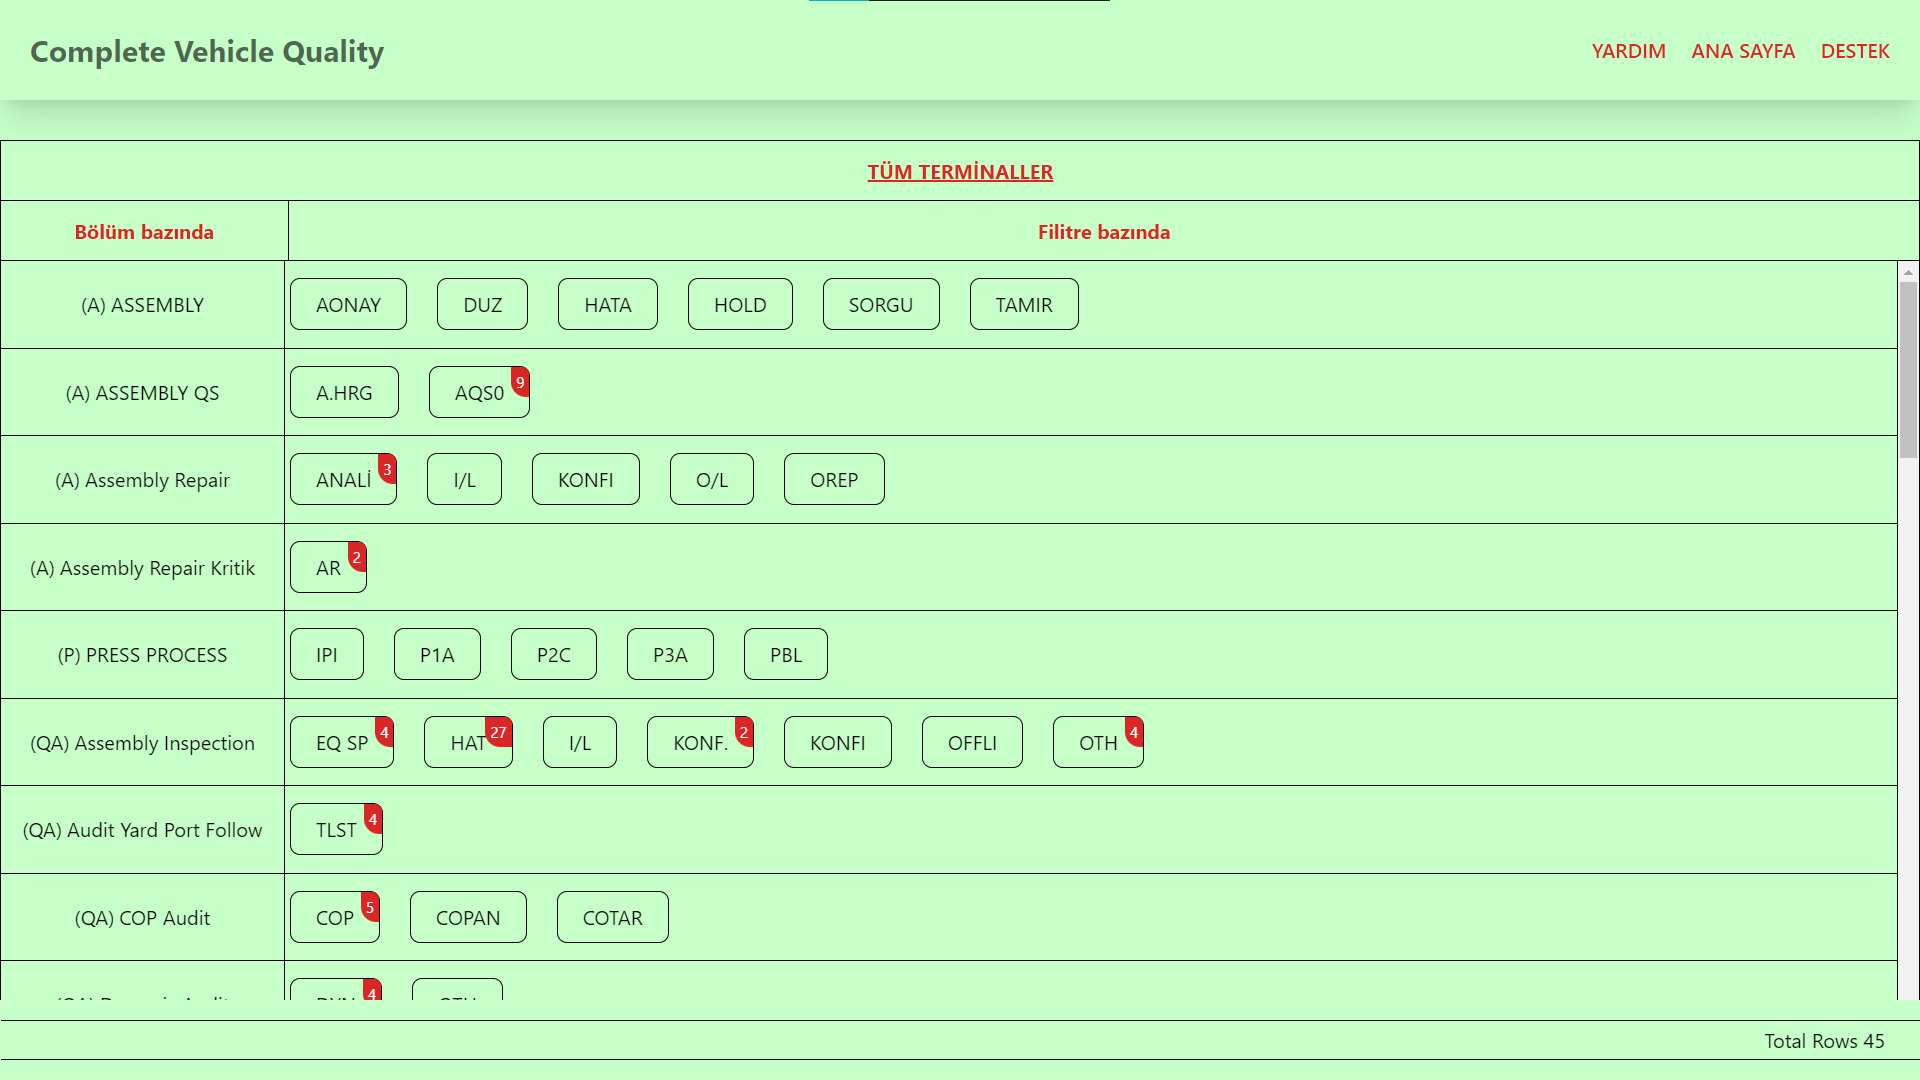 Complete Vehicle Quality
YARDIM ANA SAYFA DESTEK
TÜM TERMİNALLER
Bölüm bazında Filitre bazında
(A) ASSEMBLY AONAY DUZ HATA HOLD SORGU TAMIR
(A) ASSEMBLY QS A.HRG AQS0 9
(A) Assembly Repair ANALİ 3 I/L KONFI O/L OREP
(A) Assembly Repair Kritik AR 2
(P) PRESS PROCESS IPI P1A P2C P3A PBL
(QA) Assembly Inspection EQ SP 4 HAT 27 I/L KONF. 2 KONFI OFFLI OTH 4
(QA) Audit Yard Port Follow TLST 4
(QA) COP Audit COP 5 COPAN COTAR
4
Total Rows 45